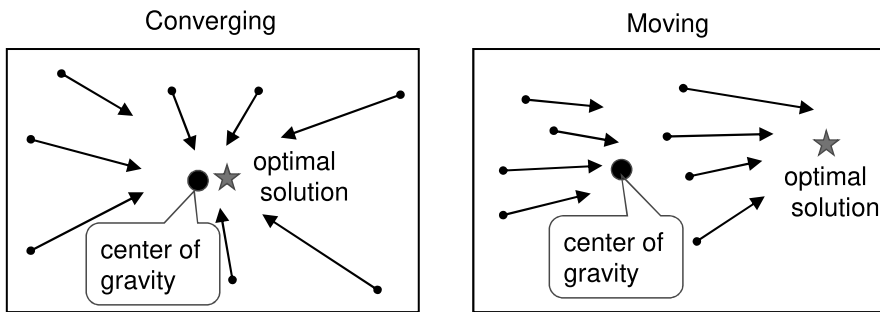 Converging
optimal
solution
center of
gravity
Moving
optimal
solution
center of
gravity